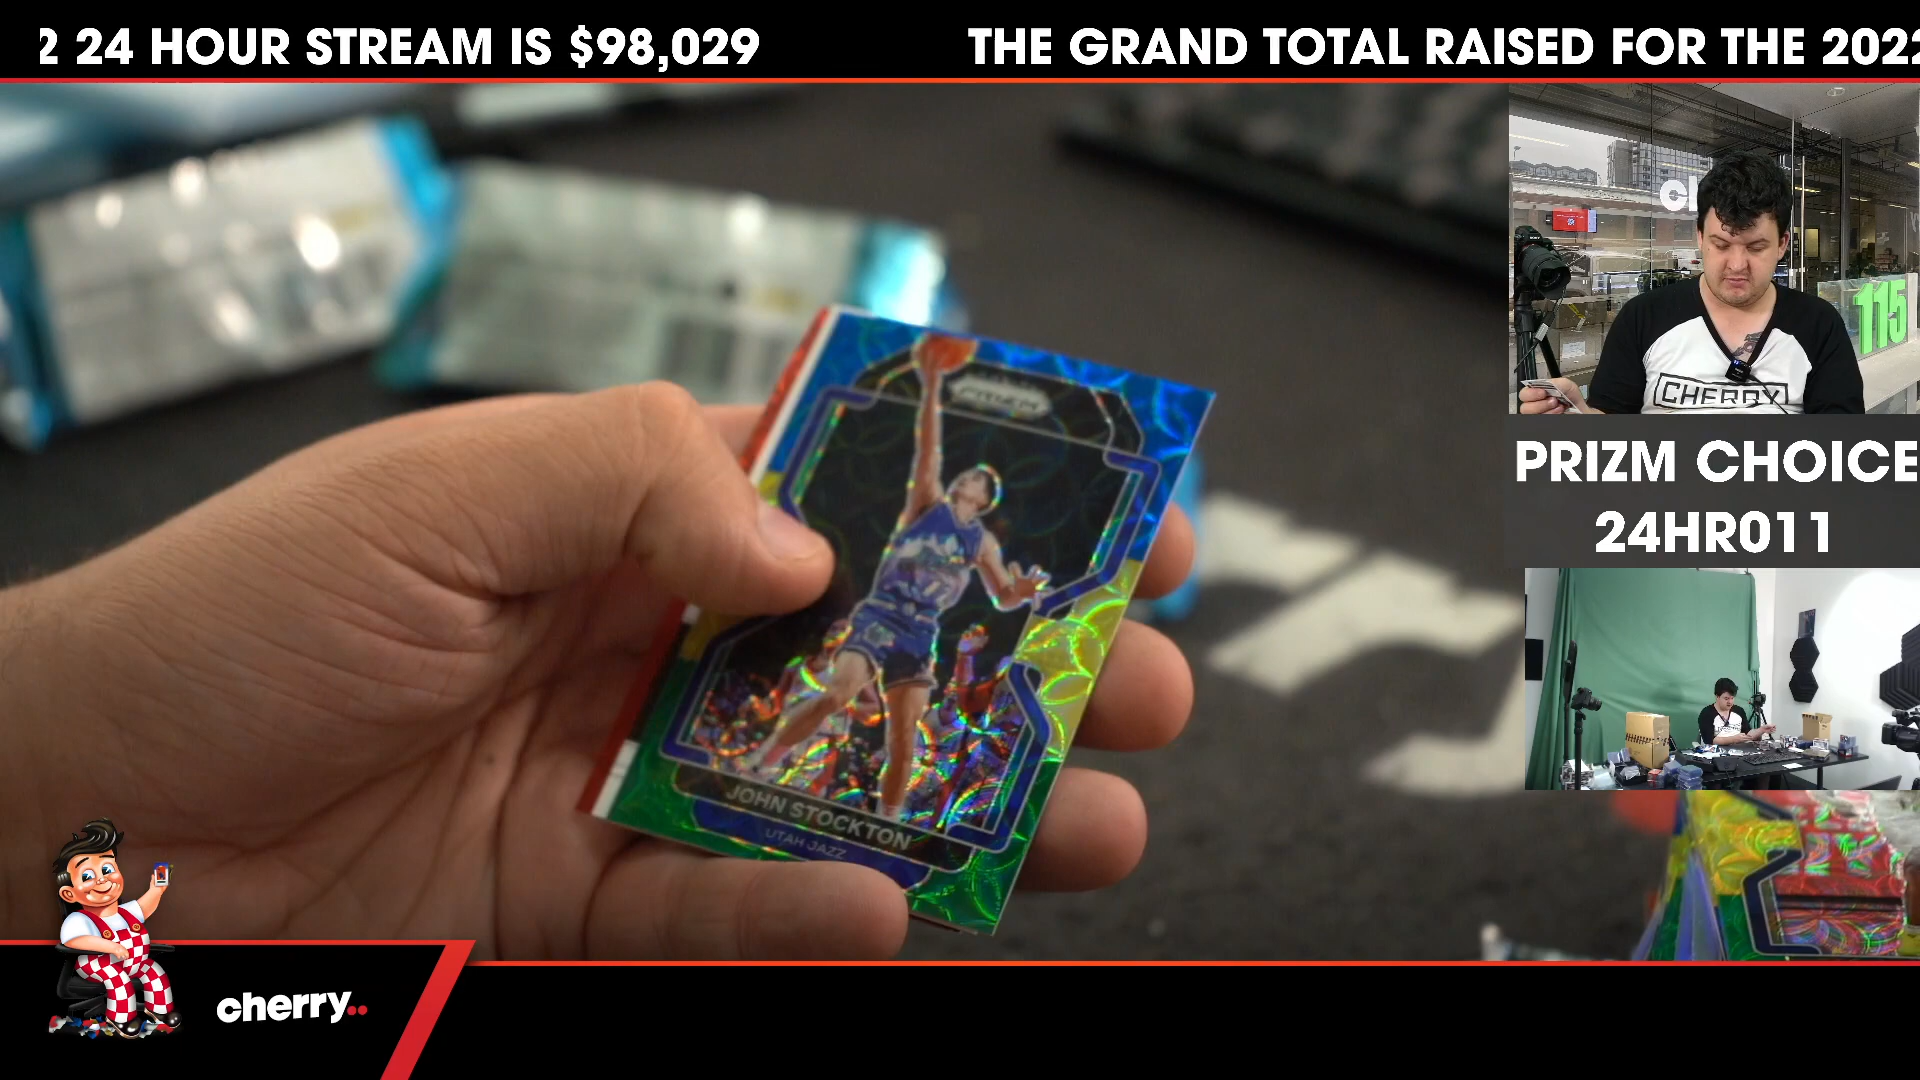 2 24 HOUR STREAM IS $98,029 THE GRAND TOTAL RAISED FOR THE 2022
115
CHERRY
PRIZM CHOICE
24HR011
PRIZM
JOHN STOCKTON
UTAH JAZZ
cherry..